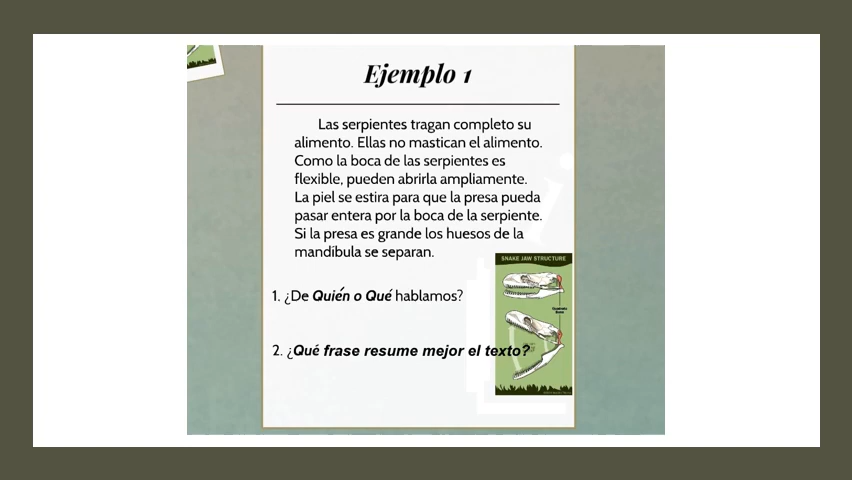 Ejemplo 1
Las serpientes tragan completo su
alimento. Ellas no mastican el alimento.
Como la boca de las serpientes es
flexible, pueden abrirla ampliamente.
La piel se estira para que la presa pueda
pasar entera por la boca de la serpiente.
Si la presa es grande los huesos de la
mandíbula se separan.
SNAKE JAW STRUCTURE
1. ¿De Quién o Qué hablamos?
2. ¿Qué frase resume mejor el texto?